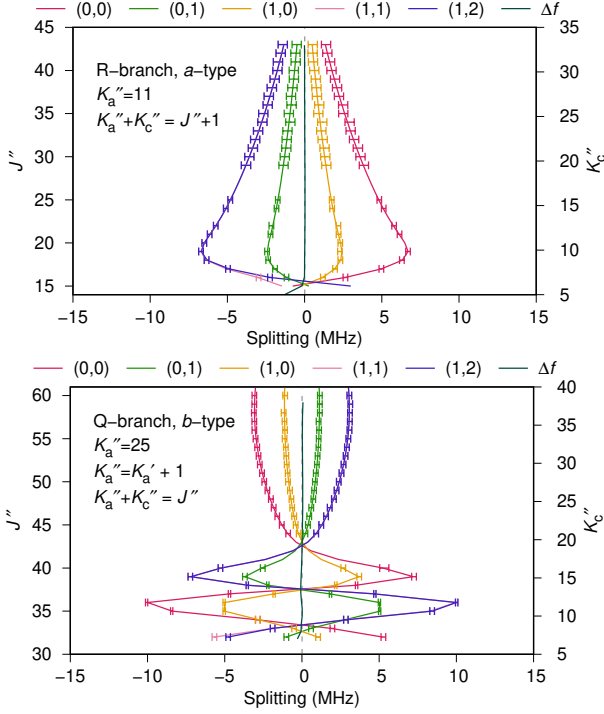 (0,0) (0,1) (1,0) (1,1) (1,2) Δf
R−branch, a−type
Ka″=11
Ka″+Kc″ = J″+1
J″
45
40
35
30
25
20
15
Kc″
35
30
25
20
15
10
5
−15 −10 −5 0 5 10 15
Splitting (MHz)
(0,0) (0,1) (1,0) (1,1) (1,2) Δf
Q−branch, b−type
Ka″=25
Ka″=Ka′ + 1
Ka″+Kc″ = J″
J″
60
55
50
45
40
35
30
Kc″
40
35
30
25
20
15
10
5
−15 −10 −5 0 5 10 15
Splitting (MHz)